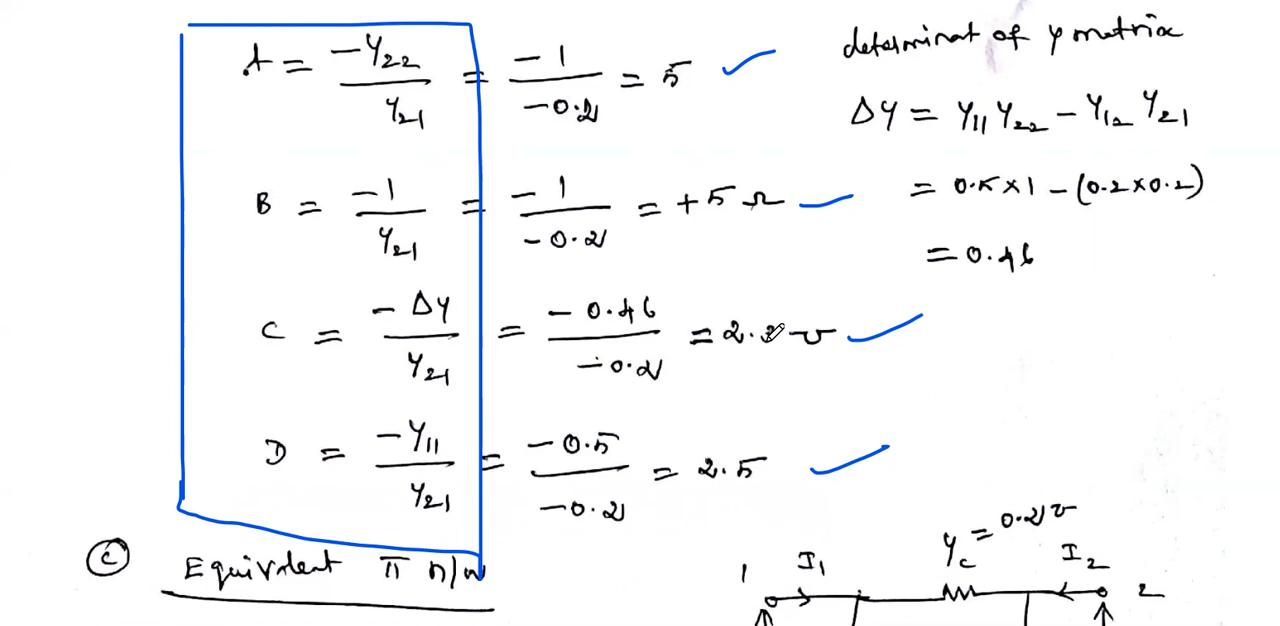 A = -Y22/Y21 = -1/-0.2 = 5
B = -1/Y21 = -1/-0.2 = +5 Ω
C = -ΔY/Y21 = -0.46/-0.2 = 2. ℧
D = -Y11/Y21 = -0.5/-0.2 = 2.5
determinat of Y matrix
ΔY = Y11 Y22 - Y12 Y21
= 0.5×1 - (0.2×0.2)
= 0.46
(C) Equivalent π n/w
Yc = 0.2 ℧
1 I1 I2 2